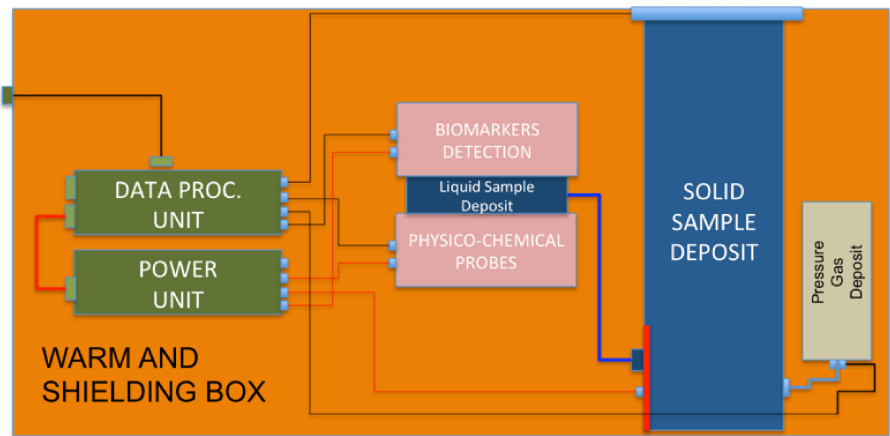 BIOMARKERS
DETECTION
DATA PROC.
UNIT
Liquid Sample
Deposit
SOLID
SAMPLE
DEPOSIT
PHYSICO-CHEMICAL
PROBES
POWER
UNIT
Pressure
Gas
Deposit
WARM AND
SHIELDING BOX